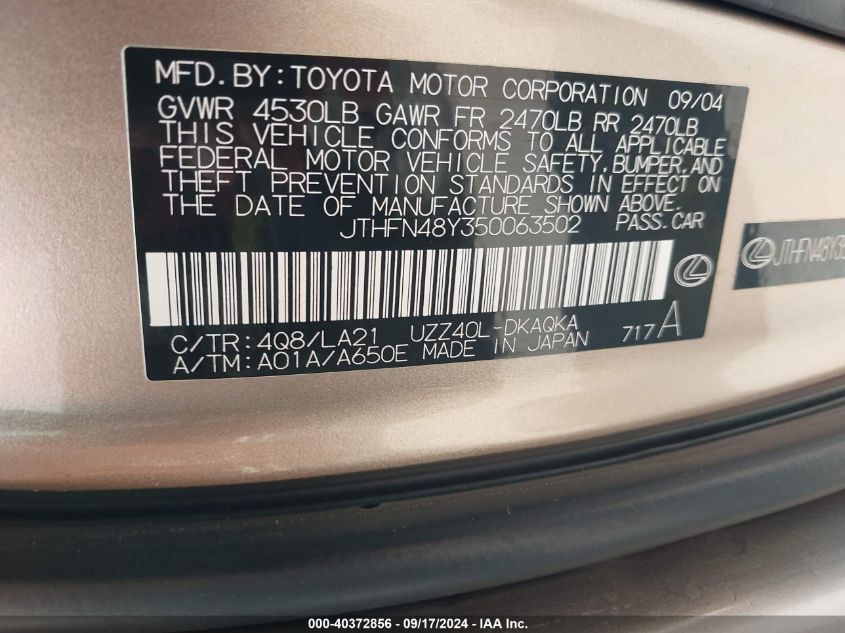 MFD. BY: TOYOTA MOTOR CORPORATION 09/04
GVWR 4530LB GAWR FR 2470LB RR 2470LB
THIS VEHICLE CONFORMS TO ALL APPLICABLE
FEDERAL MOTOR VEHICLE SAFETY, BUMPER, AND
THEFT PREVENTION STANDARDS IN EFFECT ON
THE DATE OF MANUFACTURE SHOWN ABOVE.
JTHFN48Y350063502 PASS. CAR
C/TR: 4Q8/LA21 UZZ40L-DKAQKA 717A
A/TM: A01A/A650E MADE IN JAPAN
JTHFN48Y35
000-40372856 - 09/17/2024 - IAA Inc.